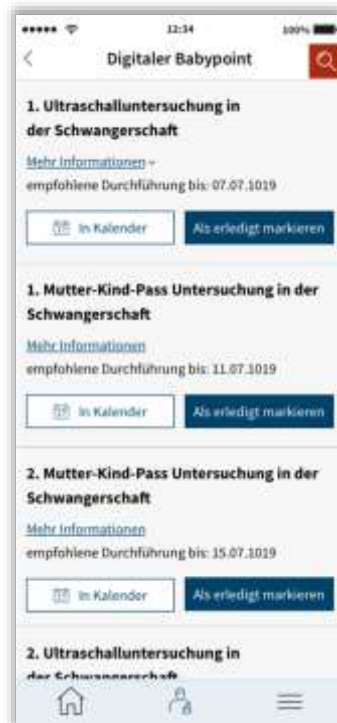 12:34
100%
Digitaler Babypoint
1. Ultraschalluntersuchung in
der Schwangerschaft
Mehr Informationen
empfohlene Durchführung bis: 07.07.1019
In Kalender
Als erledigt markieren
1. Mutter-Kind-Pass Untersuchung in der
Schwangerschaft
Mehr Informationen
empfohlene Durchführung bis: 11.07.1019
In Kalender
Als erledigt markieren
2. Mutter-Kind-Pass Untersuchung in der
Schwangerschaft
Mehr Informationen
empfohlene Durchführung bis: 15.07.1019
In Kalender
Als erledigt markieren
2. Ultraschalluntersuchung in
der Schwangerschaft